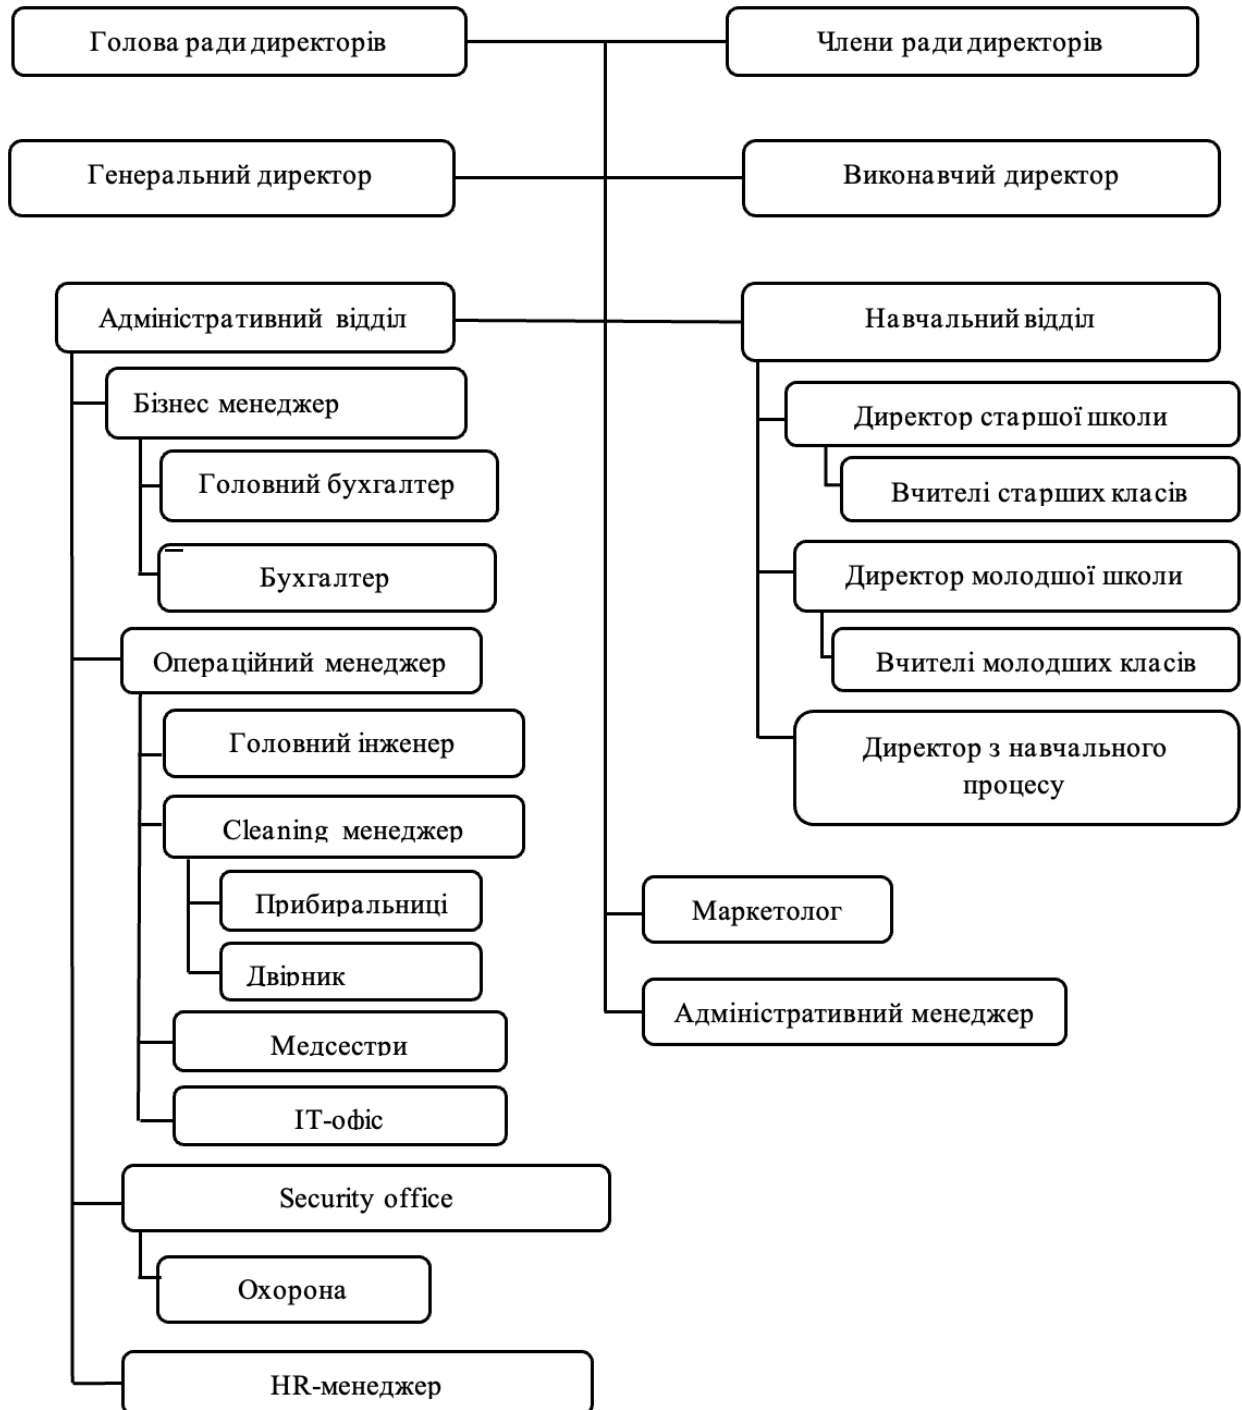 Голова ради директорів
Члени ради директорів
Генеральний директор
Виконавчий директор
Адміністративний відділ
Навчальний відділ
Бізнес менеджер
Директор старшої школи
Головний бухгалтер
Вчителі старших класів
Бухгалтер
Директор молодшої школи
Операційний менеджер
Вчителі молодших класів
Головний інженер
Директор з навчального
процесу
Cleaning менеджер
Прибиральниці
Маркетолог
Двірник
Адміністративний менеджер
Медсестри
ІТ-офіс
Security office
Охорона
HR-менеджер